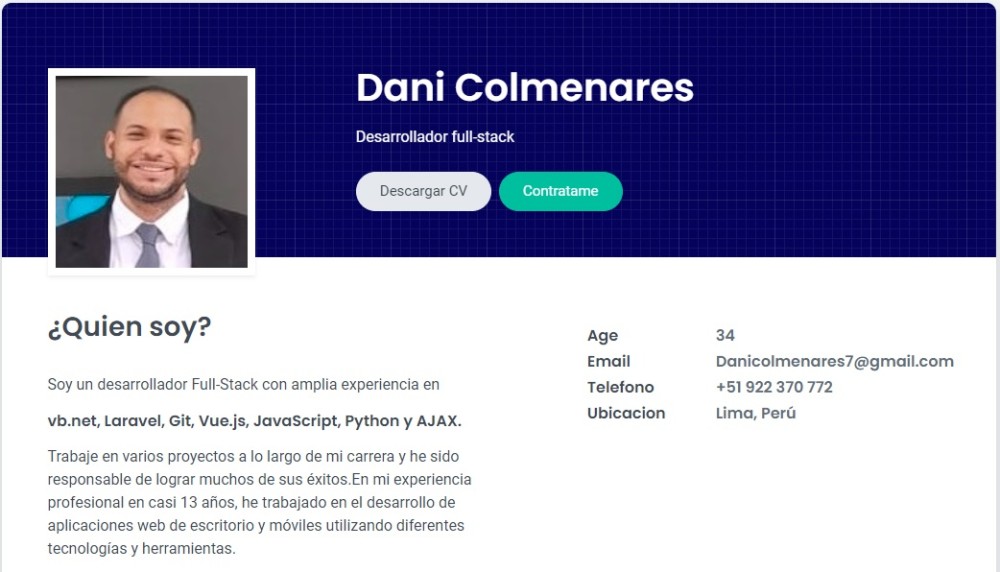 Dani Colmenares
Desarrollador full-stack
Descargar CV
Contratame
¿Quien soy?
Soy un desarrollador Full-Stack con amplia experiencia en
vb.net, Laravel, Git, Vue.js, JavaScript, Python y AJAX.
Trabaje en varios proyectos a lo largo de mi carrera y he sido
responsable de lograr muchos de sus éxitos.En mi experiencia
profesional en casi 13 años, he trabajado en el desarrollo de
aplicaciones web de escritorio y móviles utilizando diferentes
tecnologías y herramientas.
Age 34
Email Danicolmenares7@gmail.com
Telefono +51 922 370 772
Ubicacion Lima, Perú